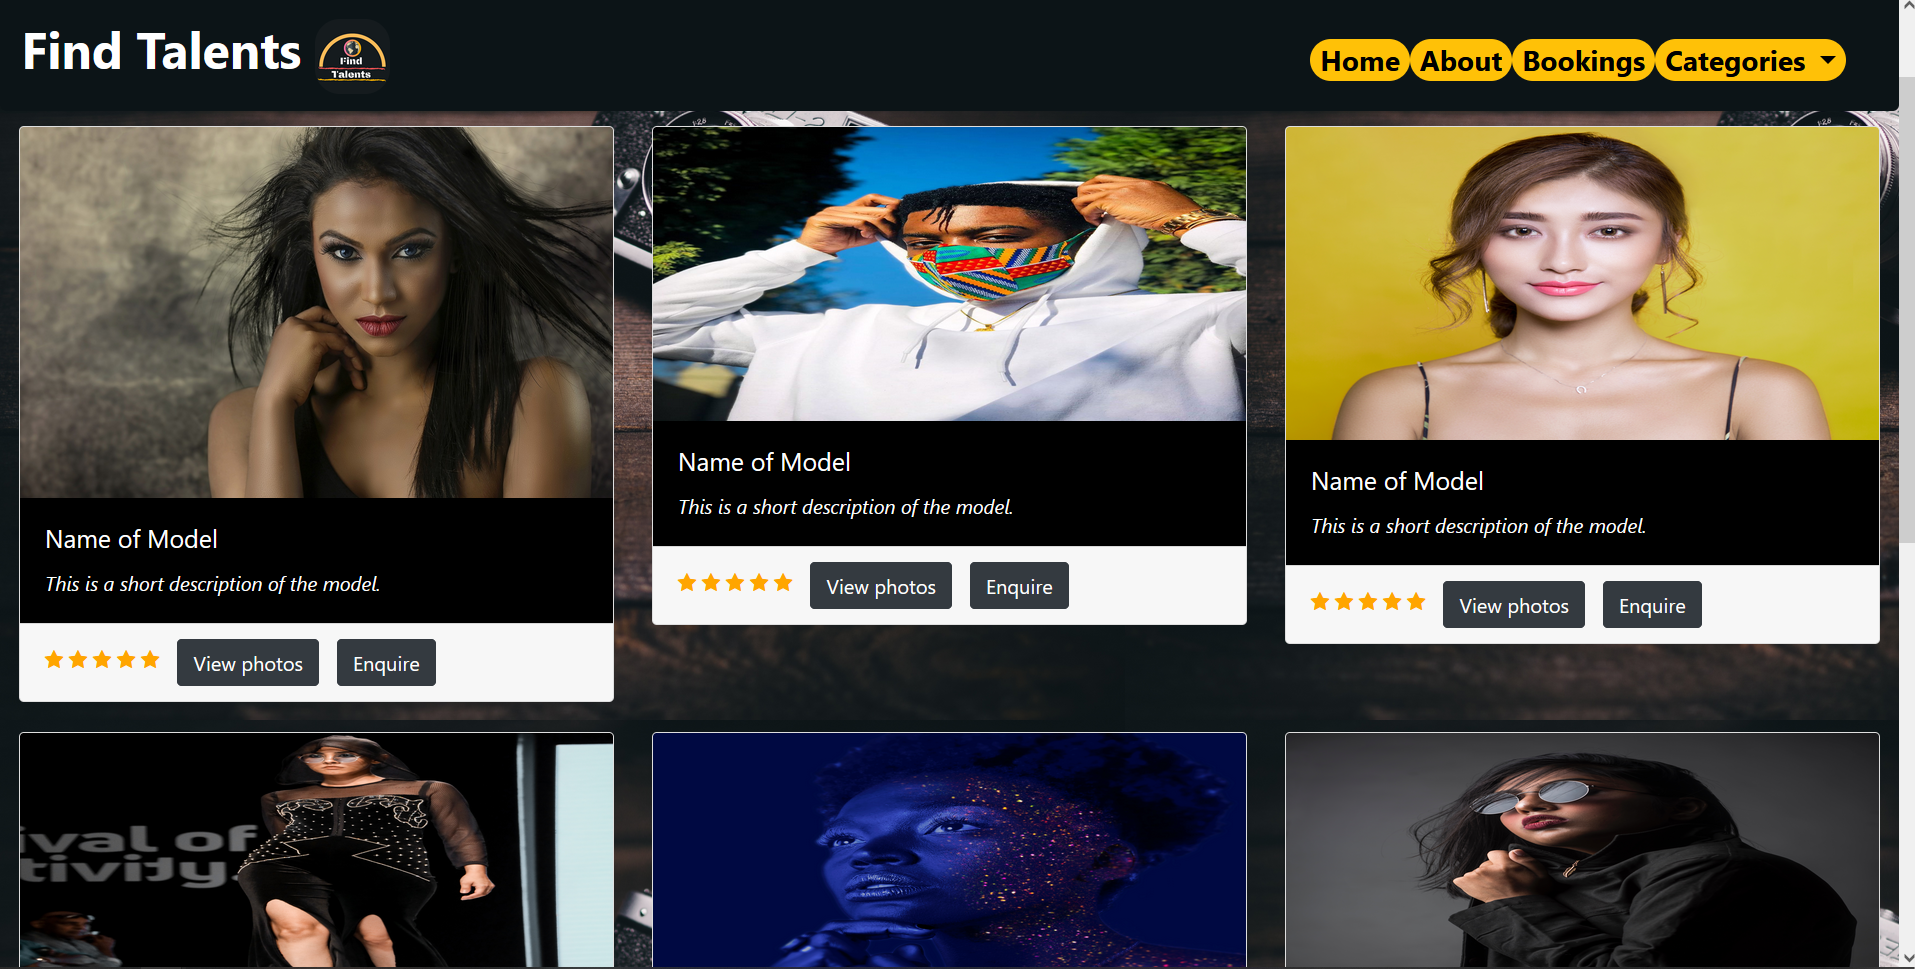 Find Talents
Find
Talents
Home About Bookings Categories
Name of Model
This is a short description of the model.
View photos Enquire
Name of Model
This is a short description of the model.
View photos Enquire
Name of Model
This is a short description of the model.
View photos Enquire
ival of
tivity.